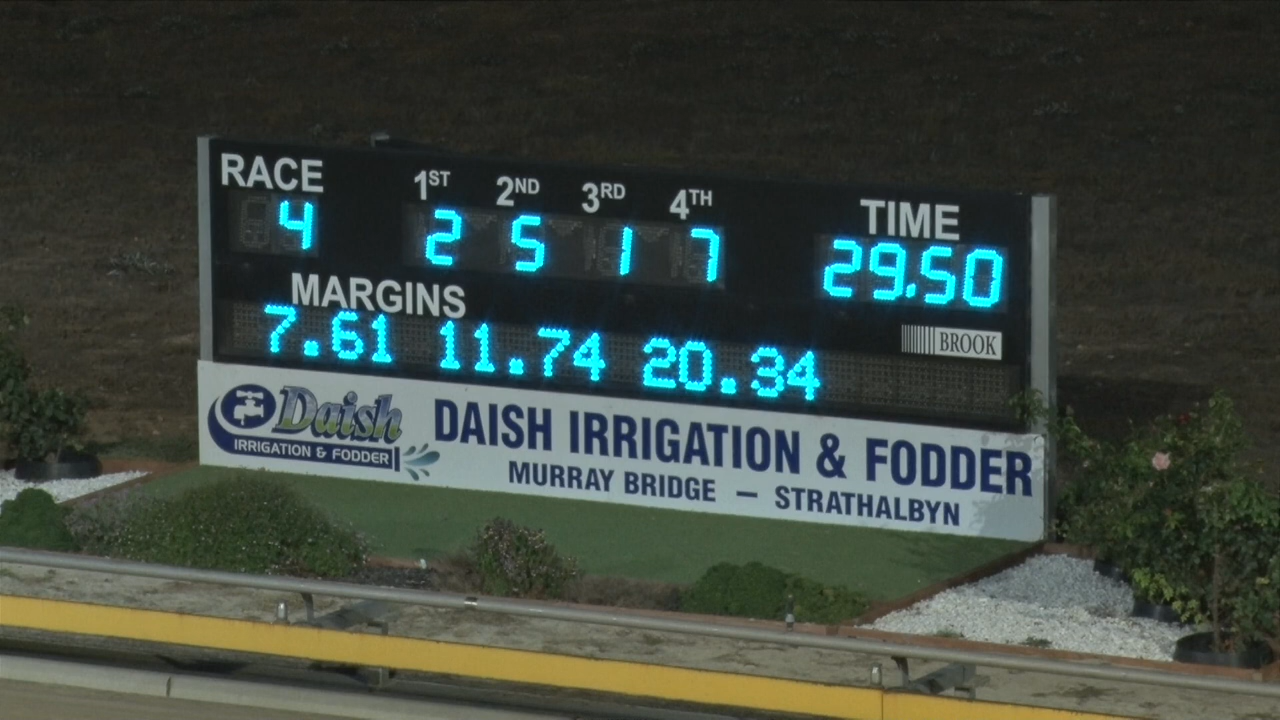 RACE 1ST 2ND 3RD 4TH TIME
4 2 5 1 7 29.50
MARGINS
7.61 11.74 20.34
BROOK
Daish
IRRIGATION & FODDER
DAISH IRRIGATION & FODDER
MURRAY BRIDGE – STRATHALBYN